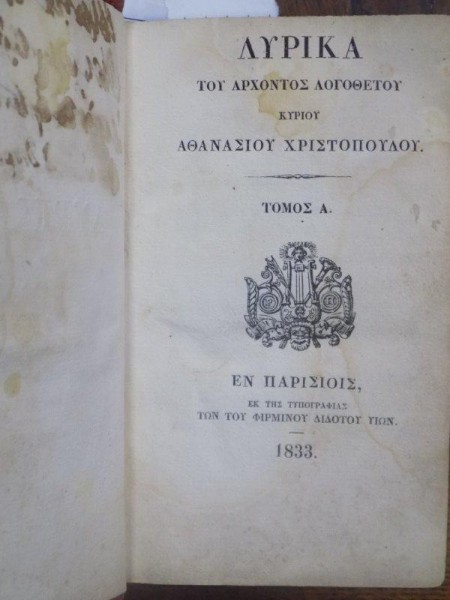 ΛΥΡΙΚΑ
ΤΟΥ ΑΡΧΟΝΤΟΣ ΛΟΓΟΘΕΤΟΥ
ΚΥΡΙΟΥ
ΑΘΑΝΑΣΙΟΥ ΧΡΙΣΤΟΠΟΥΛΟΥ.
ΤΟΜΟΣ Α.
ΕΝ ΠΑΡΙΣΙΟΙΣ,
ΕΚ ΤΗΣ ΤΥΠΟΓΡΑΦΙΑΣ
ΤΩΝ ΤΟΥ ΦΙΡΜΙΝΟΥ ΔΙΔΟΤΟΥ ΥΙΩΝ.
1833.